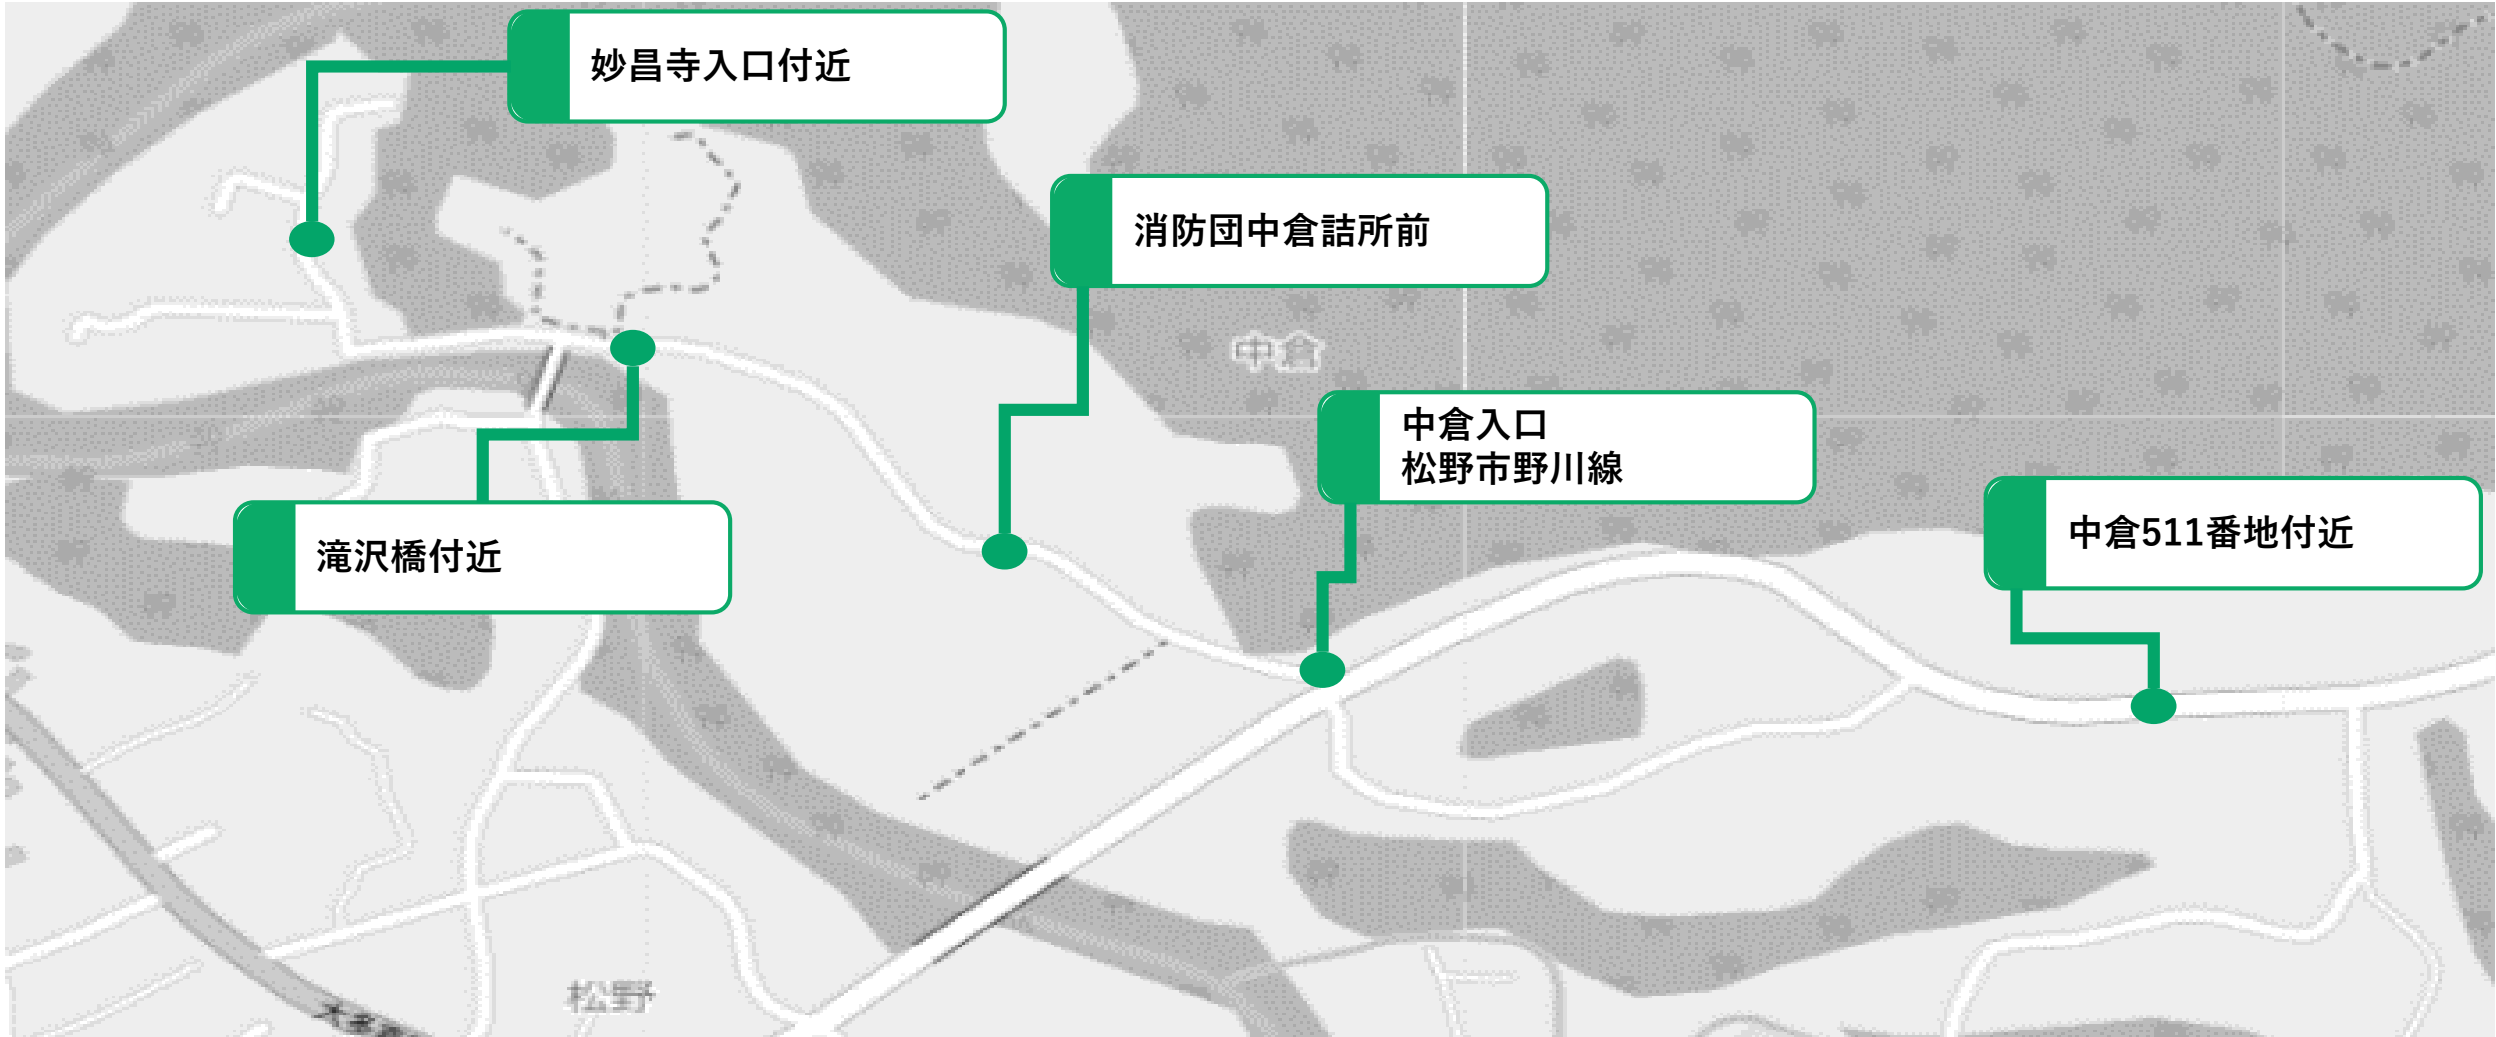 妙昌寺入口付近
消防団中倉詰所前
中倉
中倉入口
松野市野川線
中倉511番地付近
滝沢橋付近
松野